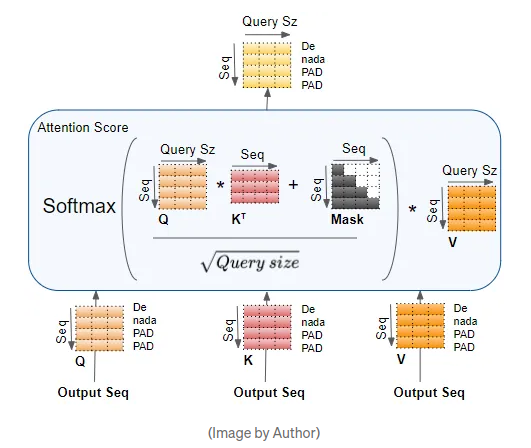 Query Sz
Seq
De
nada
PAD
PAD
Attention Score
Query Sz
Seq
Seq
Query Sz
Seq
Seq
Seq
Softmax
*
+
*
Q
Kᵀ
Mask
V
√Query size
Seq
De
nada
PAD
PAD
Q
Seq
De
nada
PAD
PAD
K
Seq
De
nada
PAD
PAD
V
Output Seq
Output Seq
Output Seq
(Image by Author)